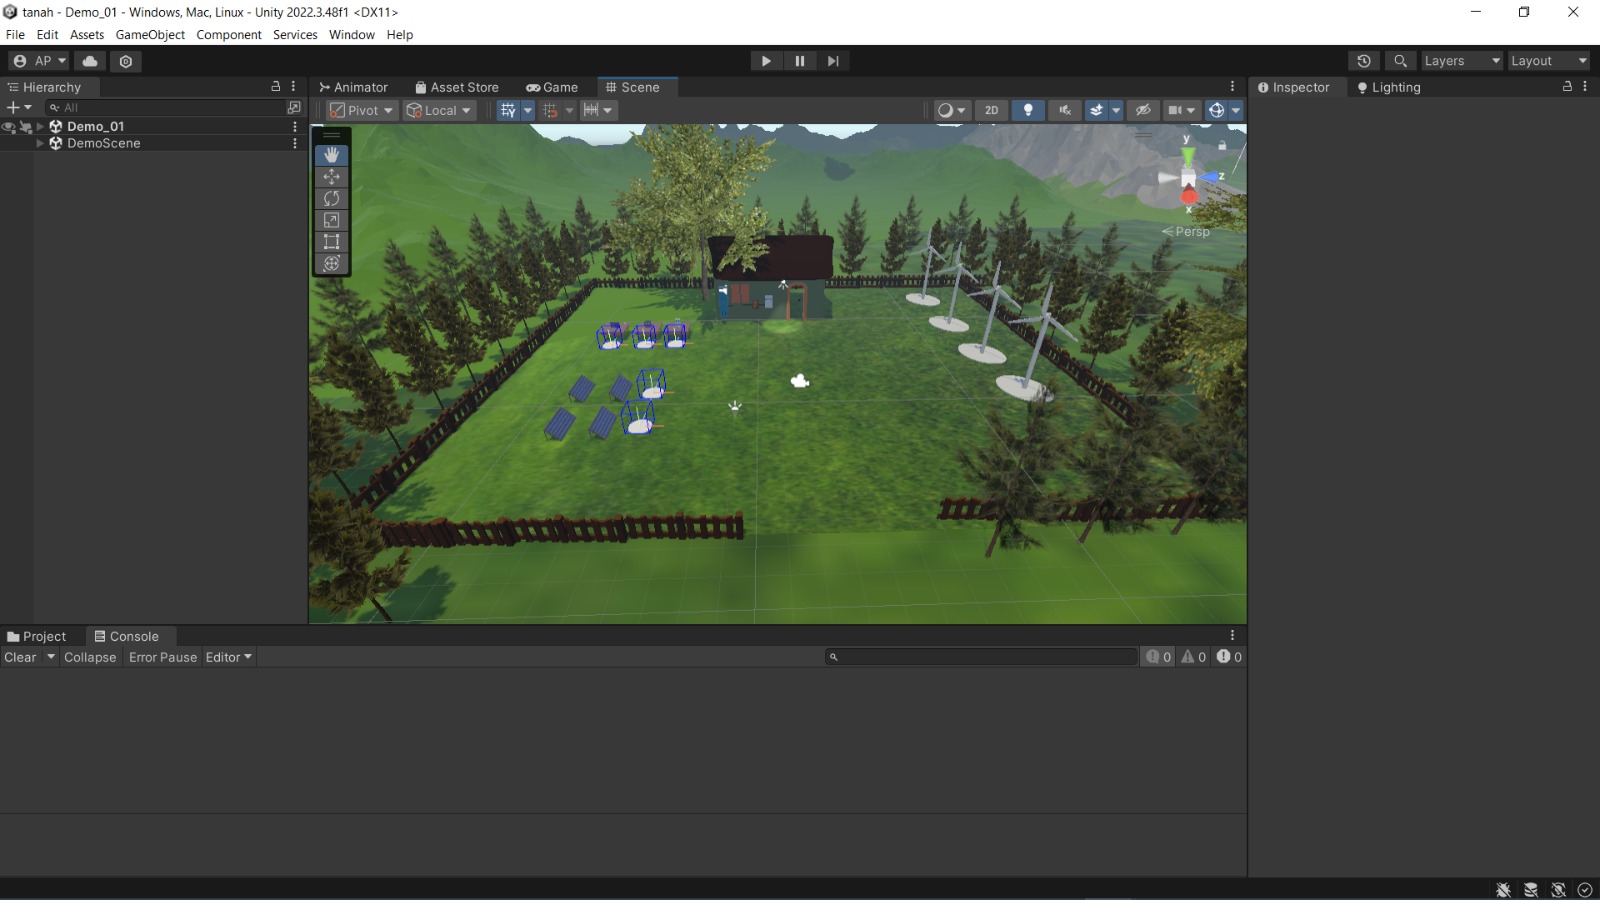 tanah - Demo_01 - Windows, Mac, Linux - Unity 2022.3.48f1 <DX11>
File Edit Assets GameObject Component Services Window Help
AP Layers Layout
Hierarchy Animator Asset Store Game Scene Inspector Lighting
All Pivot Local 2D
Demo_01
DemoScene
y
z
x
Persp
Project Console
Clear Collapse Error Pause Editor 0 0 0